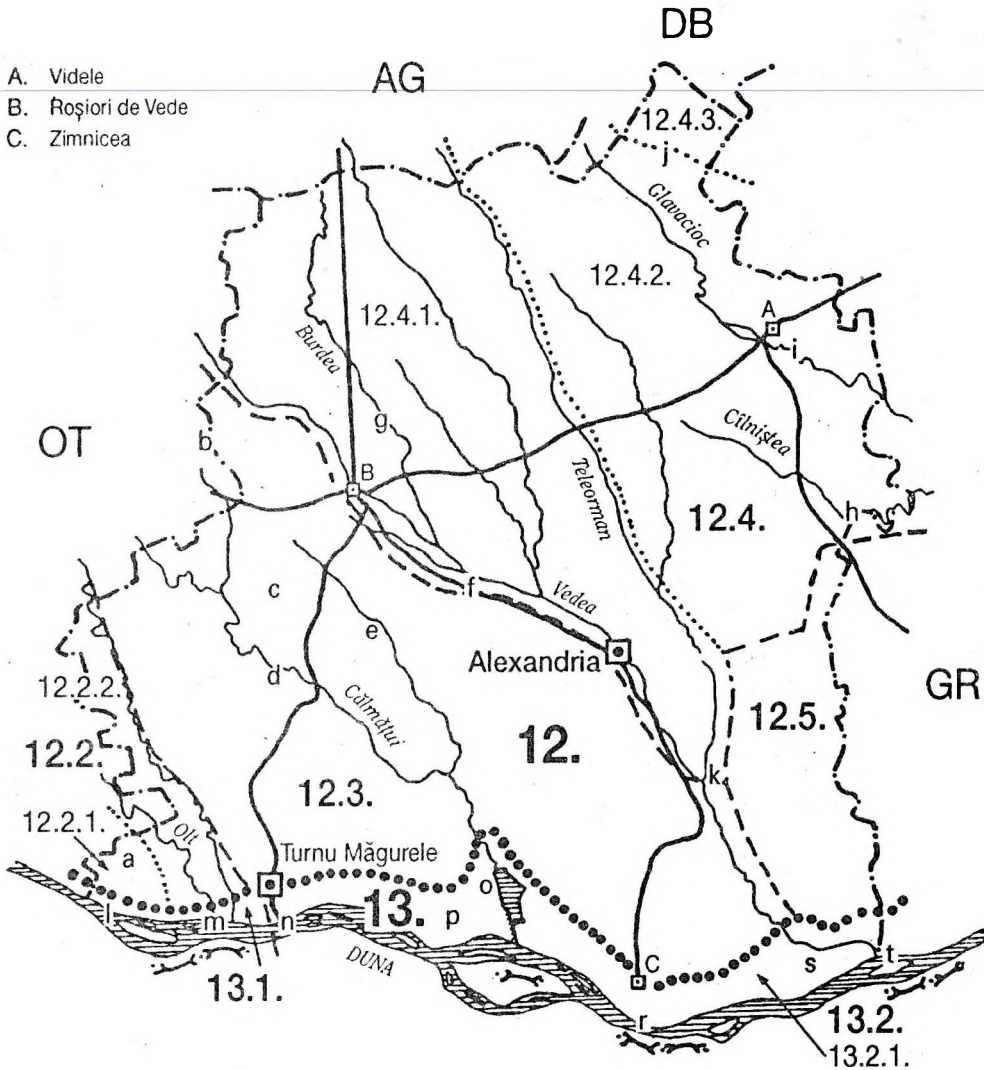 DB
AG
A. Videle
B. Roșiori de Vede
C. Zimnicea
12.4.3.
j
Glavacioc
12.4.2.
12.4.1.
A
i
Burdea
OT
b
g
B
Cîlniștea
Teleorman
12.4.
h
c
f
Vedea
e
Alexandria
d
GR
12.2.2.
Călmățui
12.
12.5.
12.2.
k
12.3.
12.2.1.
Olt
a
Turnu Măgurele
o
l
m
n
13.
p
DUNA
C
s
t
13.1.
r
13.2.
13.2.1.